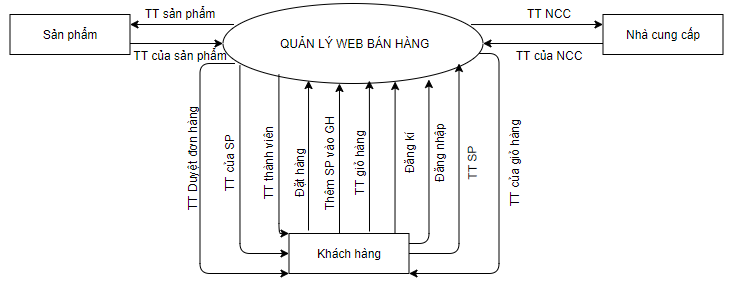 TT sản phẩm
TT NCC
Sản phẩm
QUẢN LÝ WEB BÁN HÀNG
Nhà cung cấp
TT của sản phẩm
TT của NCC
TT Duyệt đơn hàng
TT của SP
TT thành viên
Đặt hàng
Thêm SP vào GH
TT giỏ hàng
Đăng kí
Đăng nhập
TT SP
TT của giỏ hàng
Khách hàng